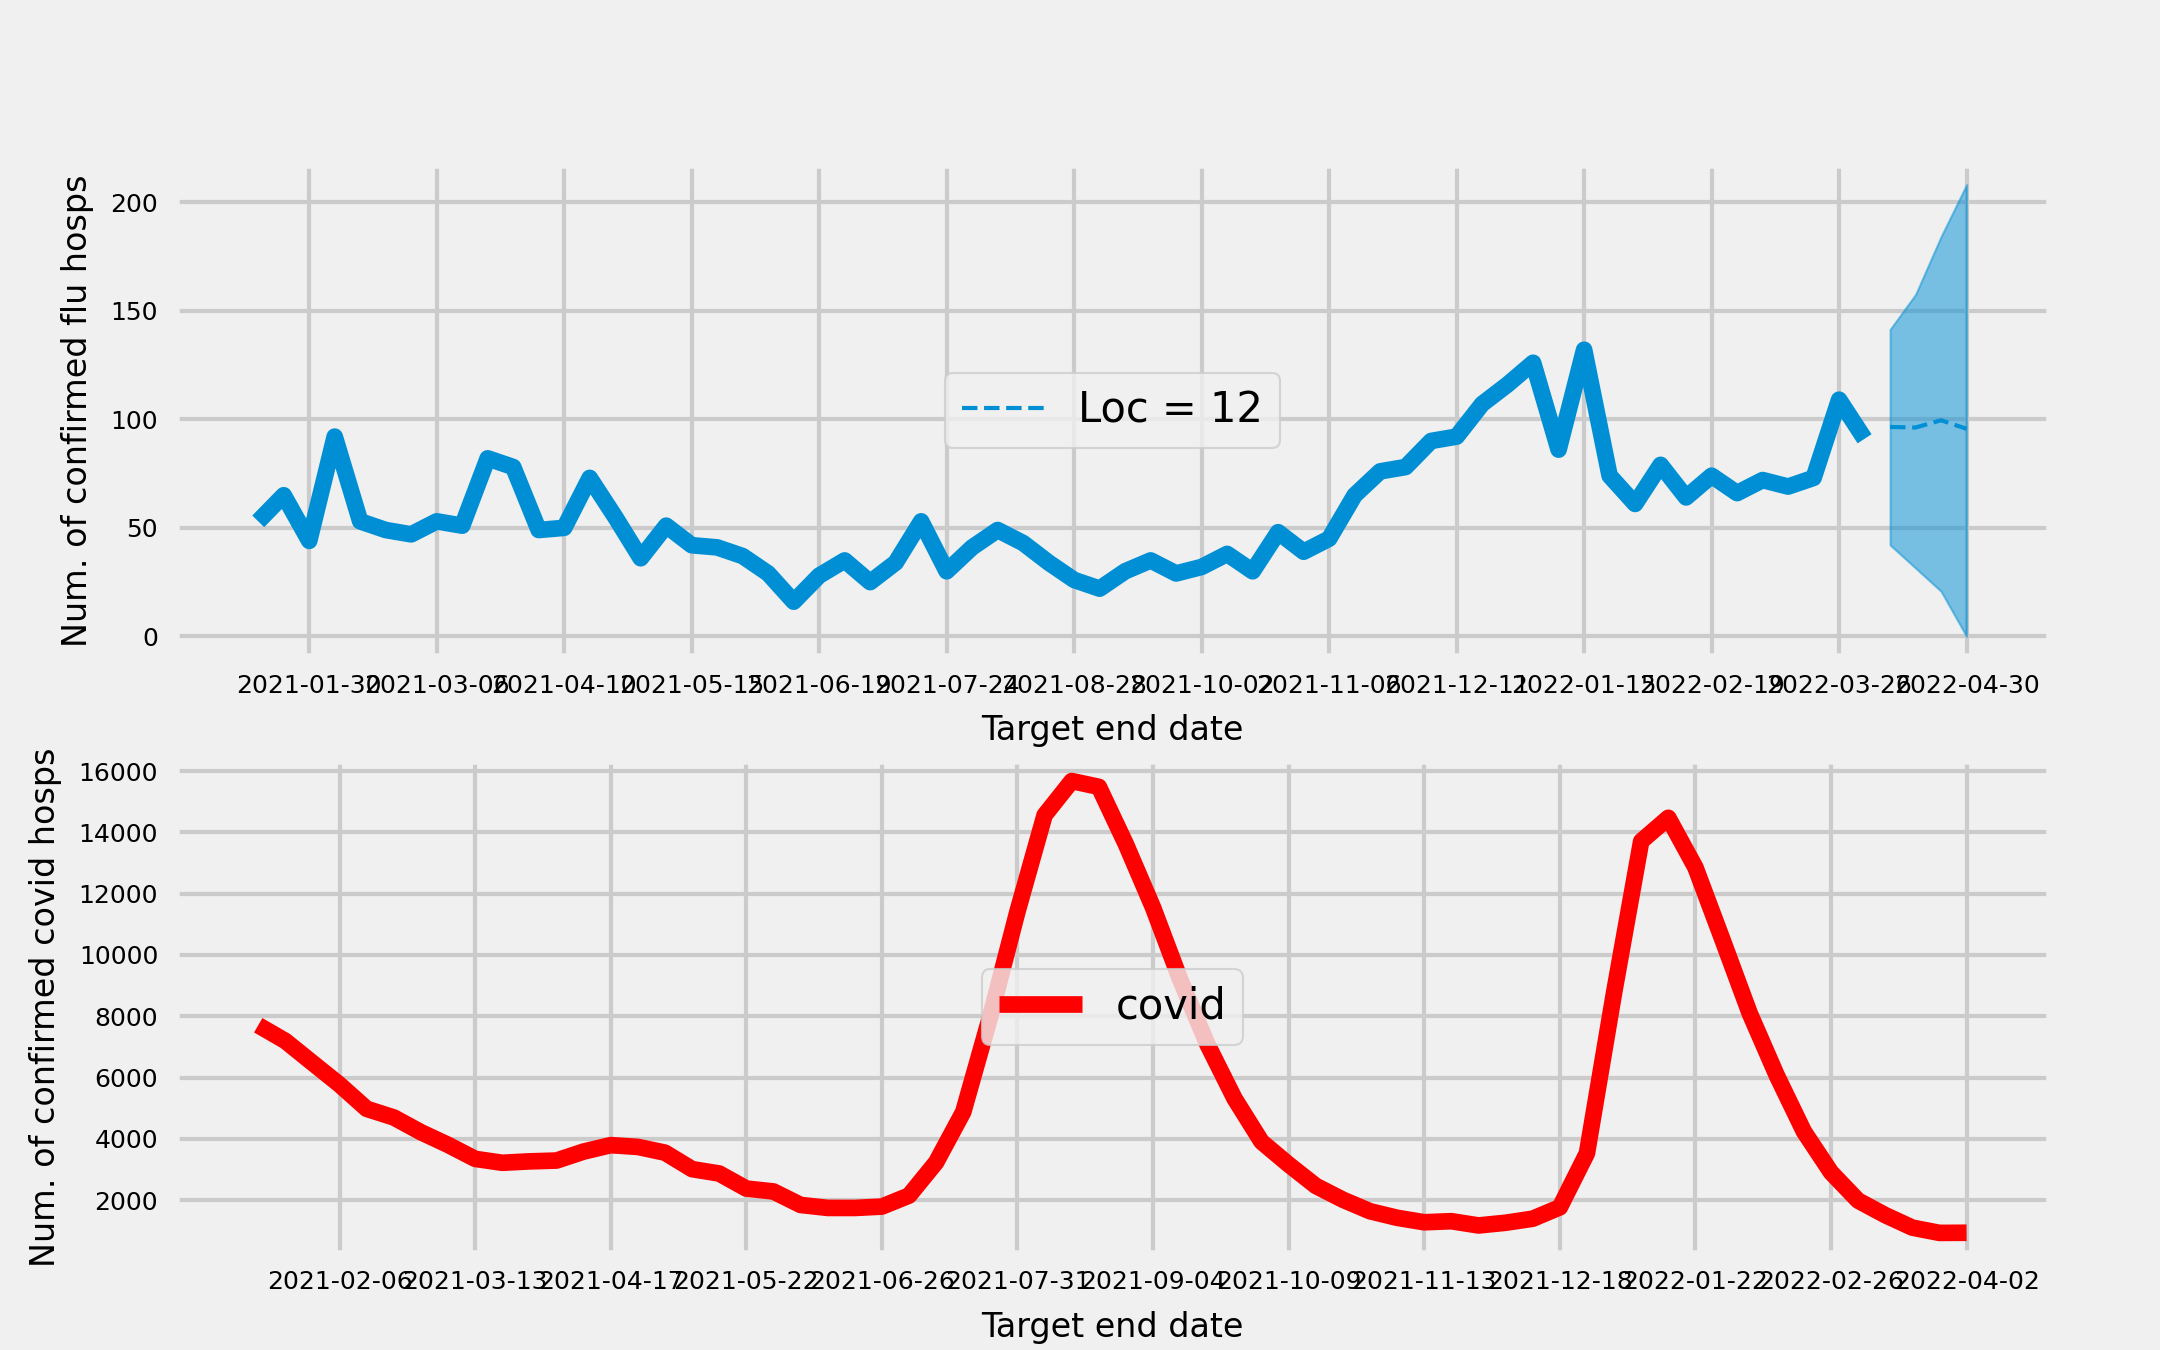 Num. of confirmed flu hosps
200
150
100
50
0
Loc = 12
2021-01-30 2021-03-06 2021-04-10 2021-05-15 2021-06-19 2021-07-24 2021-08-28 2021-10-02 2021-11-06 2021-12-11 2022-01-15 2022-02-19 2022-03-26 2022-04-30
Target end date
Num. of confirmed covid hosps
16000
14000
12000
10000
8000
6000
4000
2000
covid
2021-02-06 2021-03-13 2021-04-17 2021-05-22 2021-06-26 2021-07-31 2021-09-04 2021-10-09 2021-11-13 2021-12-18 2022-01-22 2022-02-26 2022-04-02
Target end date